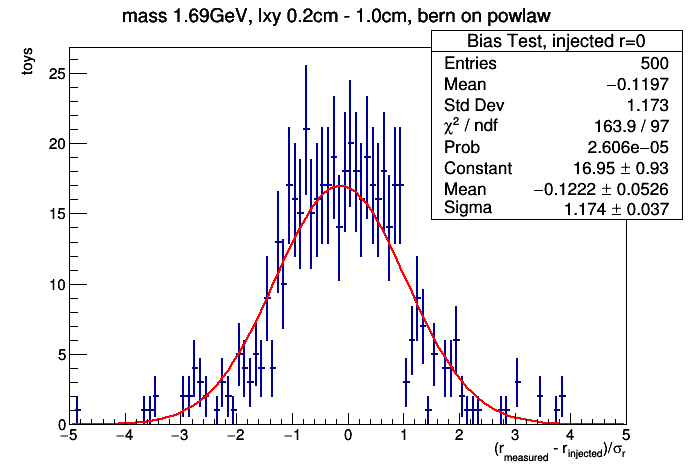 mass 1.69GeV, lxy 0.2cm - 1.0cm, bern on powlaw
Bias Test, injected r=0
Entries 500
Mean −0.1197
Std Dev 1.173
χ² / ndf 163.9 / 97
Prob 2.606e−05
Constant 16.95 ± 0.93
Mean −0.1222 ± 0.0526
Sigma 1.174 ± 0.037
toys
25
20
15
10
5
0
−5 −4 −3 −2 −1 0 1 2 3 4 5
(r_measured - r_injected)/σ_r